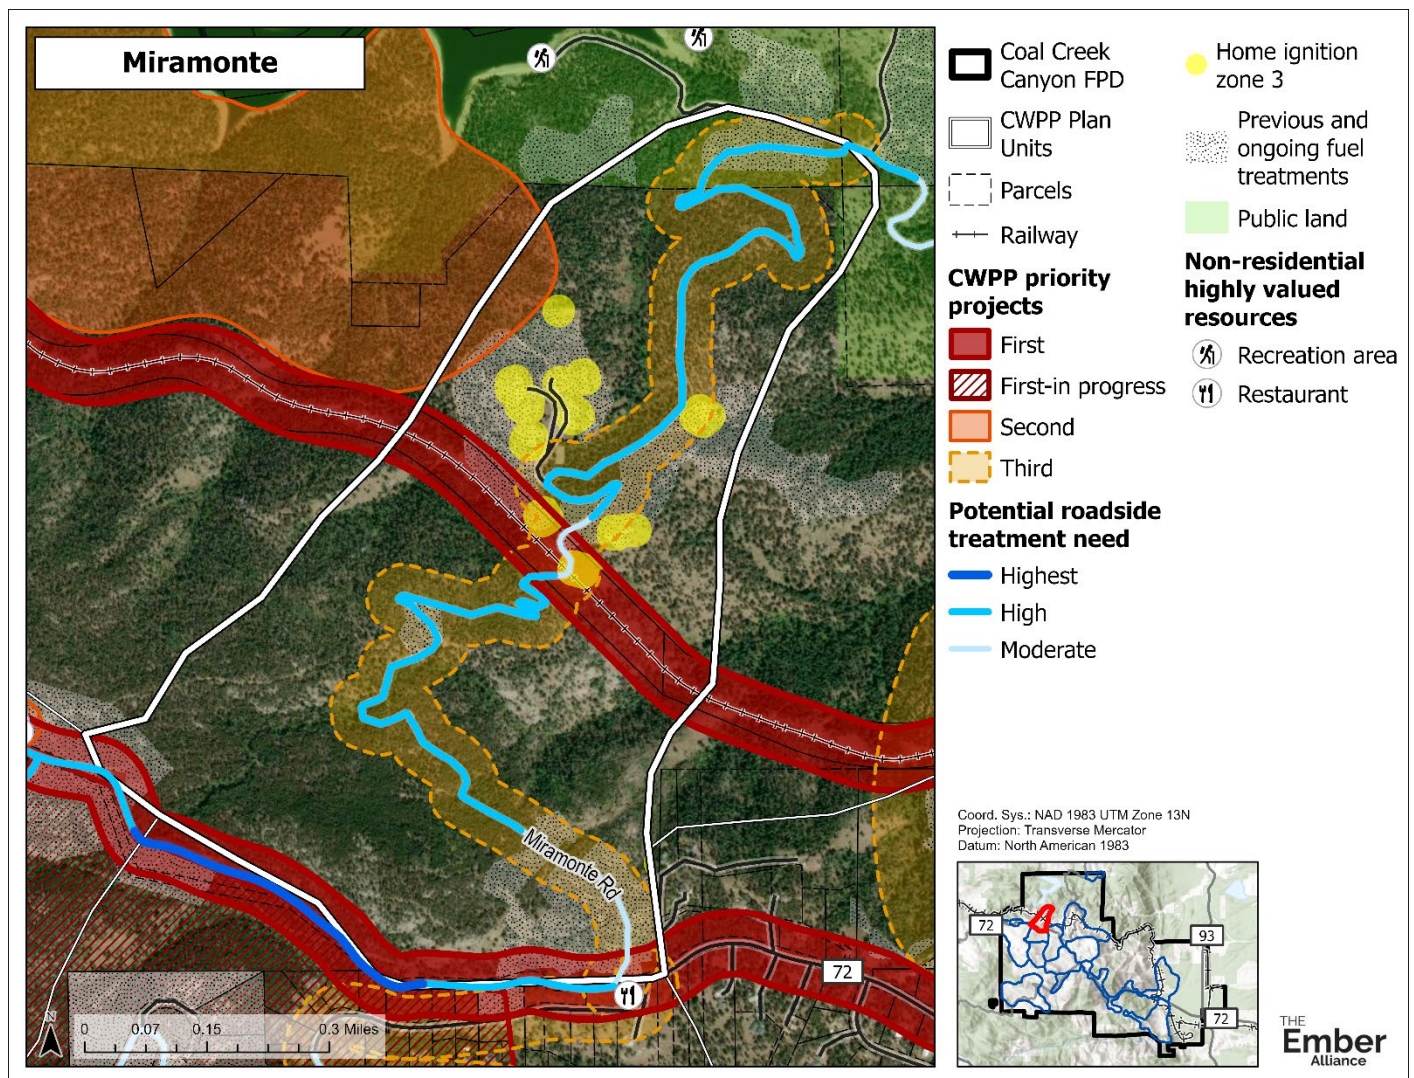 Miramonte
Miramonte Rd
72
N
0
0.07
0.15
0.3 Miles
Coal Creek
Canyon FPD
CWPP Plan
Units
Parcels
Railway
CWPP priority
projects
First
First-in progress
Second
Third
Potential roadside
treatment need
Highest
High
Moderate
Home ignition
zone 3
Previous and
ongoing fuel
treatments
Public land
Non-residential
highly valued
resources
Recreation area
Restaurant
Coord. Sys.: NAD 1983 UTM Zone 13N
Projection: Transverse Mercator
Datum: North American 1983
72
93
72
THE
Ember
Alliance